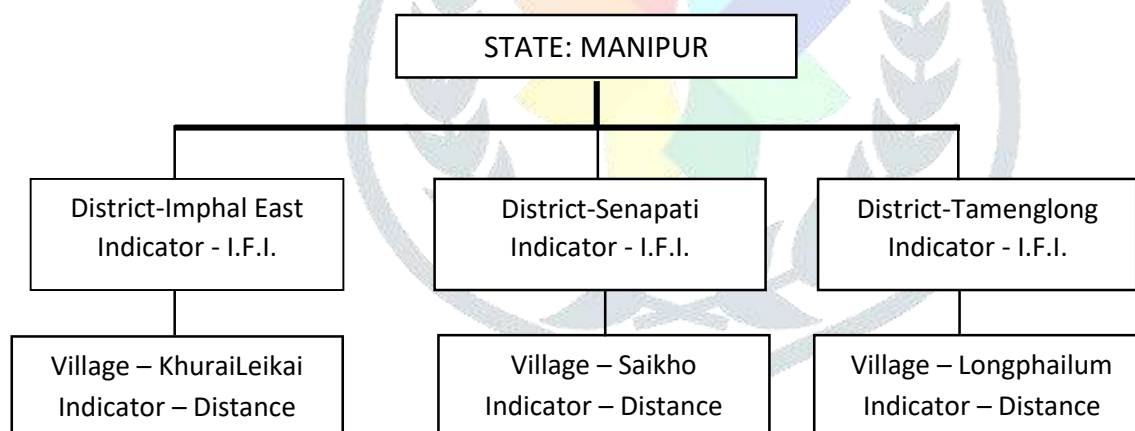 STATE: MANIPUR
District-Imphal East
Indicator - I.F.I.
District-Senapati
Indicator - I.F.I.
District-Tamenglong
Indicator - I.F.I.
Village – KhuraiLeikai
Indicator – Distance
Village – Saikho
Indicator – Distance
Village – Longphailum
Indicator – Distance